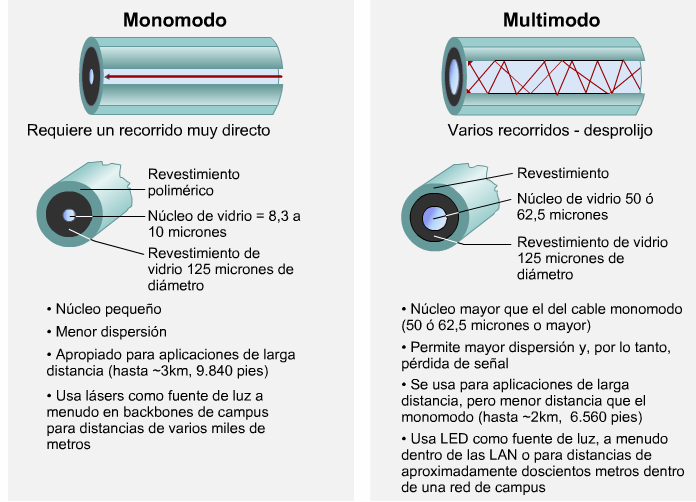 Monomodo
Requiere un recorrido muy directo
Revestimiento
polimérico
Núcleo de vidrio = 8,3 a
10 micrones
Revestimiento de
vidrio 125 micrones de
diámetro
• Núcleo pequeño
• Menor dispersión
• Apropiado para aplicaciones de larga
distancia (hasta ~3km, 9.840 pies)
• Usa lásers como fuente de luz a
menudo en backbones de campus
para distancias de varios miles de
metros
Multimodo
Varios recorridos - desprolijo
Revestimiento
Núcleo de vidrio 50 ó
62,5 micrones
Revestimiento de vidrio
125 micrones de
diámetro
• Núcleo mayor que el del cable monomodo
(50 ó 62,5 micrones o mayor)
• Permite mayor dispersión y, por lo tanto,
pérdida de señal
• Se usa para aplicaciones de larga
distancia, pero menor distancia que el
monomodo (hasta ~2km, 6.560 pies)
• Usa LED como fuente de luz, a menudo
dentro de las LAN o para distancias de
aproximadamente doscientos metros dentro
de una red de campus